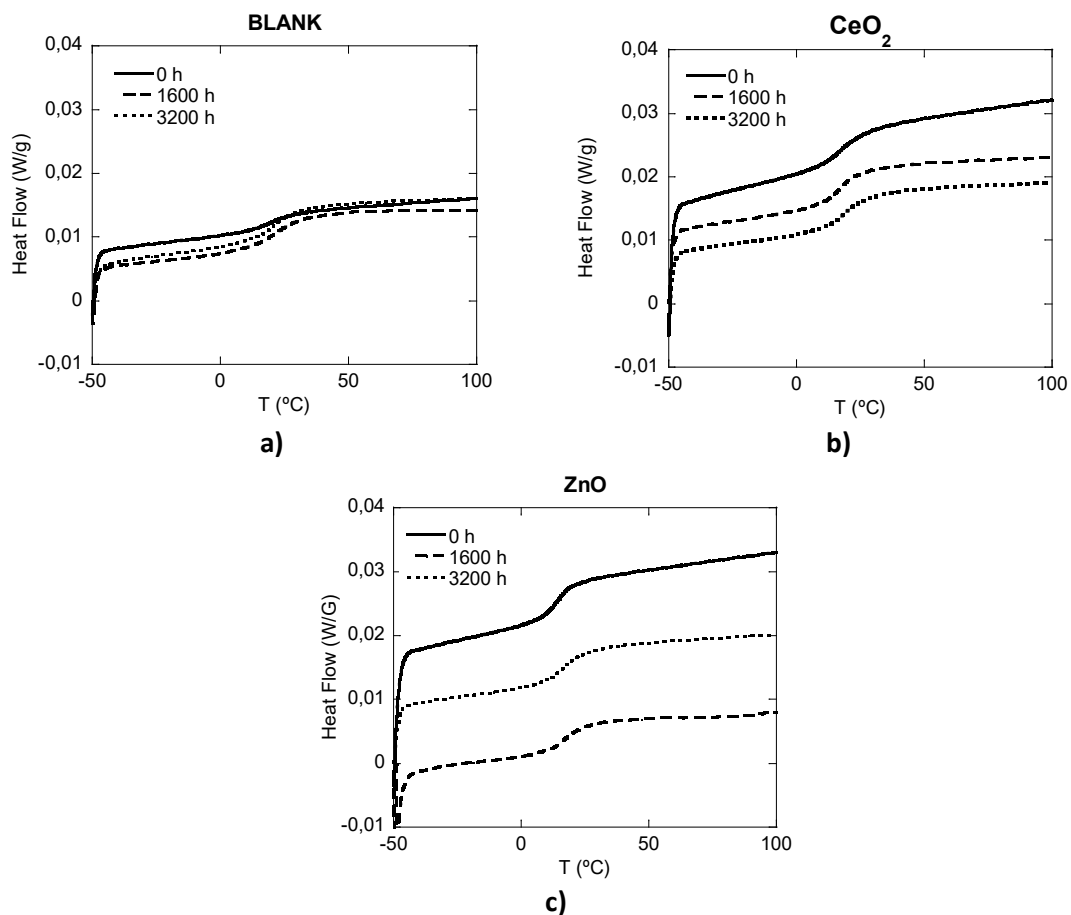 BLANK
0,04
0 h
1600 h
3200 h
0,03
0,02
0,01
0
-0,01
Heat Flow (W/g)
-50
0
50
100
T (ºC)
a)
CeO2
0,04
0 h
1600 h
3200 h
0,03
0,02
0,01
0
-0,01
Heat Flow (W/g)
-50
0
50
100
T (ºC)
b)
ZnO
0,04
0 h
1600 h
3200 h
0,03
0,02
0,01
0
-0,01
Heat Flow (W/G)
-50
0
50
100
T (ºC)
c)